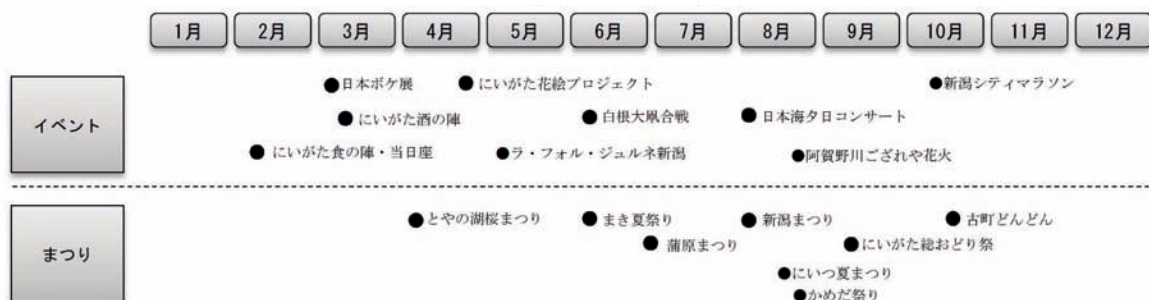 1月 2月 3月 4月 5月 6月 7月 8月 9月 10月 11月 12月
イベント
●日本ボケ展 ●にいがた花絵プロジェクト ●新潟シティマラソン
●にいがた酒の陣 ●白根大凧合戦 ●日本海夕日コンサート
●にいがた食の陣・当日座 ●ラ・フォル・ジュルネ新潟 ●阿賀野川ござれや花火
まつり
●とやの湖桜まつり ●まき夏祭り ●新潟まつり ●古町どんどん
●蒲原まつり ●にいがた総おどり祭
●にいつ夏まつり
●かめだ祭り